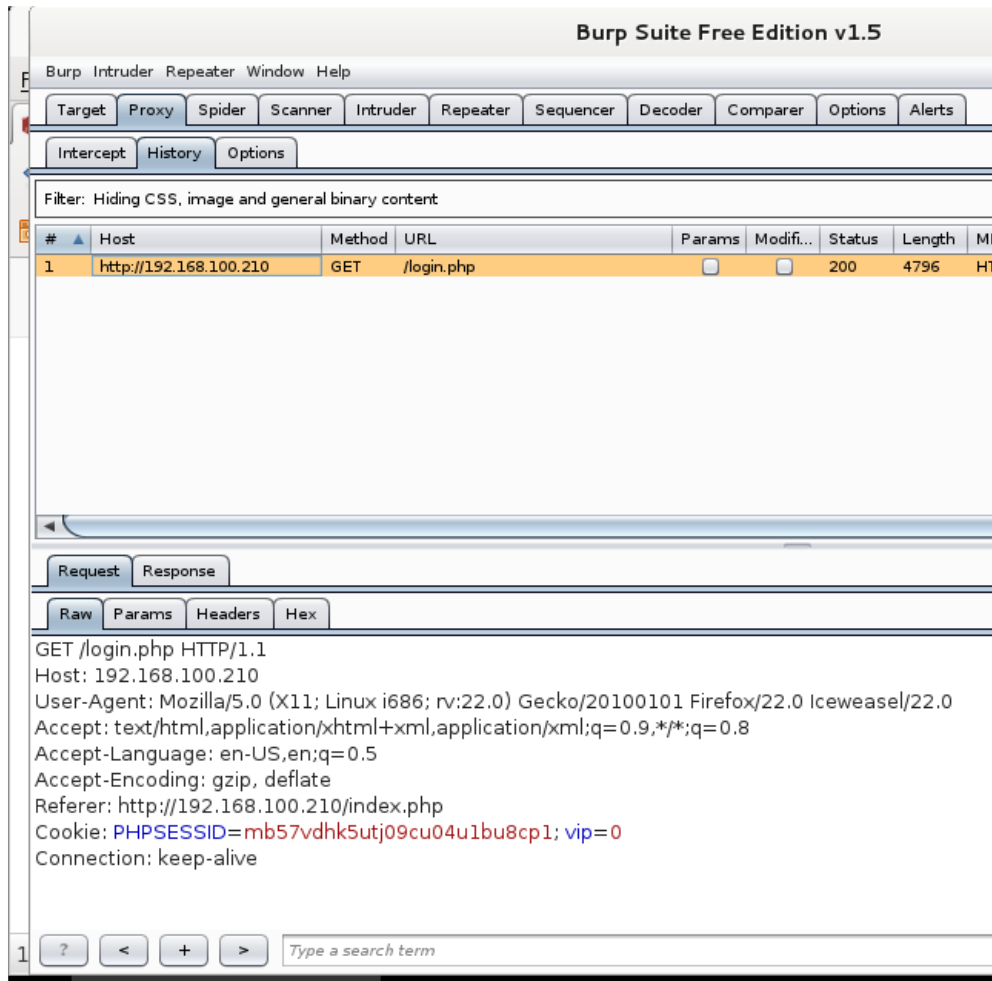 Burp Suite Free Edition v1.5
Burp Intruder Repeater Window Help
Target Proxy Spider Scanner Intruder Repeater Sequencer Decoder Comparer Options Alerts
Intercept History Options
Filter: Hiding CSS, image and general binary content
# Host Method URL Params Modifi... Status Length
1 http://192.168.100.210 GET /login.php 200 4796
Request Response
Raw Params Headers Hex
GET /login.php HTTP/1.1
Host: 192.168.100.210
User-Agent: Mozilla/5.0 (X11; Linux i686; rv:22.0) Gecko/20100101 Firefox/22.0 Iceweasel/22.0
Accept: text/html,application/xhtml+xml,application/xml;q=0.9,*/*;q=0.8
Accept-Language: en-US,en;q=0.5
Accept-Encoding: gzip, deflate
Referer: http://192.168.100.210/index.php
Cookie: PHPSESSID=mb57vdhk5utj09cu04u1bu8cp1; vip=0
Connection: keep-alive
1 ? < + > Type a search term